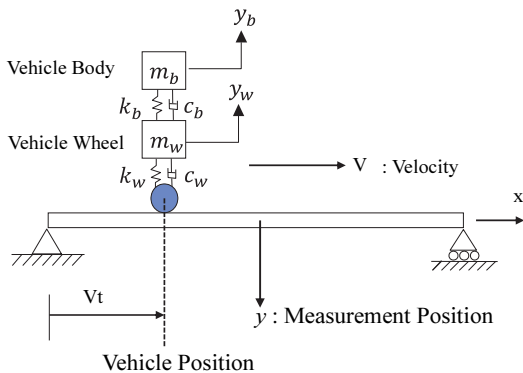 y_b
Vehicle Body
m_b
k_b
c_b
y_w
Vehicle Wheel
m_w
k_w
c_w
V : Velocity
x
Vt
y : Measurement Position
Vehicle Position